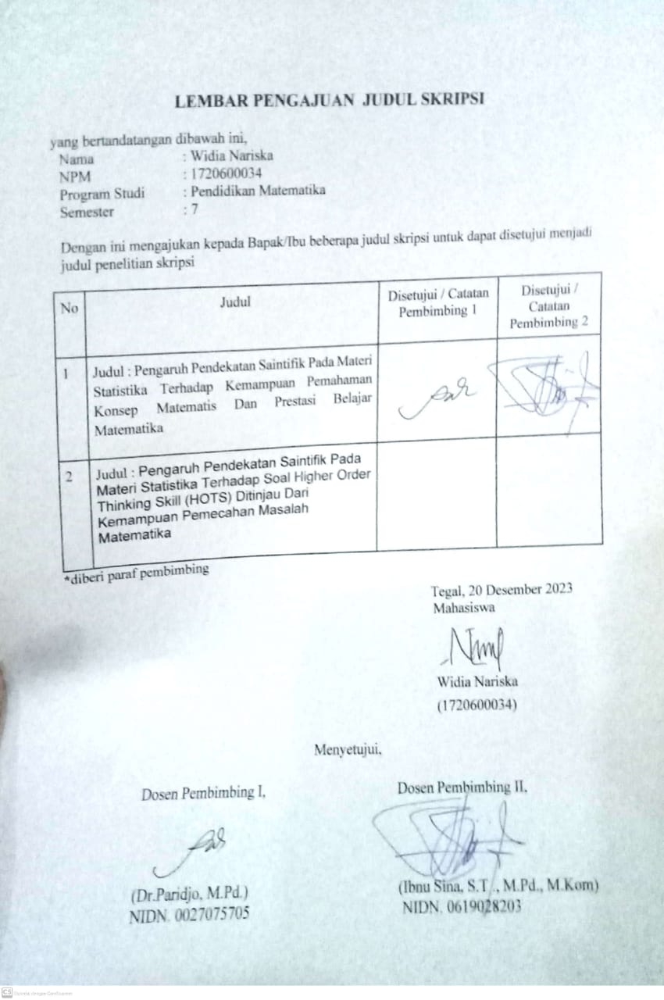 LEMBAR PENGAJUAN JUDUL SKRIPSI
yang bertandatangan dibawah ini,
Nama : Widia Nariska
NPM : 1720600034
Program Studi : Pendidikan Matematika
Semester : 7
Dengan ini mengajukan kepada Bapak/Ibu beberapa judul skripsi untuk dapat disetujui menjadi
judul penelitian skripsi
No Judul Disetujui / Catatan Pembimbing 1 Disetujui / Catatan Pembimbing 2
1 Judul : Pengaruh Pendekatan Saintifik Pada Materi
Statistika Terhadap Kemampuan Pemahaman
Konsep Matematis Dan Prestasi Belajar
Matematika
2 Judul : Pengaruh Pendekatan Saintifik Pada
Materi Statistika Terhadap Soal Higher Order
Thinking Skill (HOTS) Ditinjau Dari
Kemampuan Pemecahan Masalah
Matematika
*diberi paraf pembimbing
Tegal, 20 Desember 2023
Mahasiswa
Widia Nariska
(1720600034)
Menyetujui,
Dosen Pembimbing I,
(Dr.Paridjo, M.Pd.)
NIDN. 0027075705
Dosen Pembimbing II,
(Ibnu Sina, S.T., M.Pd., M.Kom)
NIDN. 0619028203
CS Dipindai dengan CamScanner